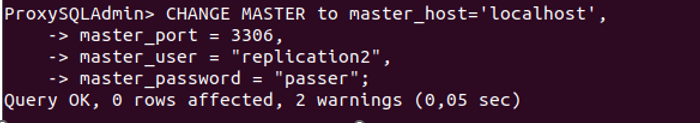 ProxySQLAdmin> CHANGE MASTER to master_host='localhost',
    -> master_port = 3306,
    -> master_user = "replication2",
    -> master_password = "passer";
Query OK, 0 rows affected, 2 warnings (0,05 sec)